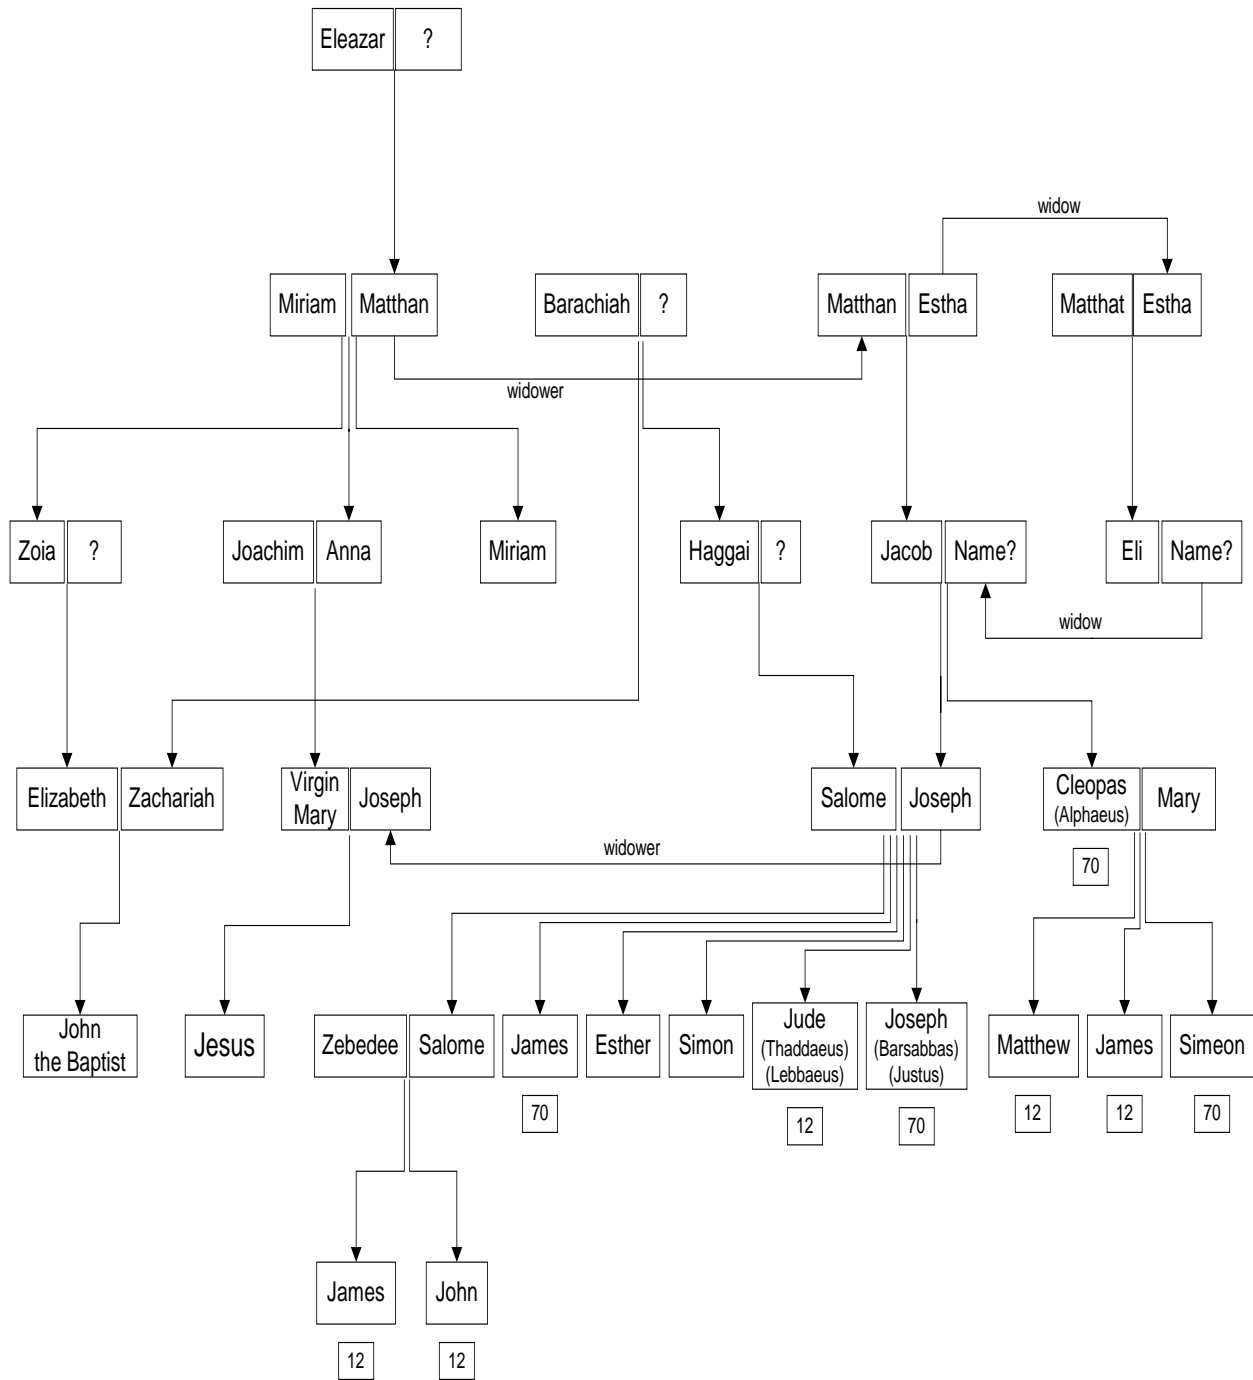 Eleazar ?
widow
Miriam Matthan Barachiah ? Matthan Estha Matthat Estha
widower
Zoia ? Joachim Anna Miriam Haggai ? Jacob Name? Eli Name?
widow
Elizabeth Zachariah Virgin Mary Joseph Salome Joseph Cleopas (Alphaeus) Mary
widower
70
John the Baptist
Jesus
Zebedee Salome James Esther Simon
Jude
(Thaddaeus)
(Lebbaeus)
Joseph
(Barsabbas)
(Justus)
Matthew James Simeon
70 12 70 12 12 70
James John
12 12